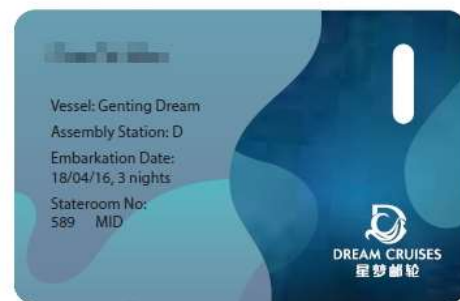 Vessel: Genting Dream
Assembly Station: D
Embarkation Date:
18/04/16, 3 nights
Stateroom No:
589 MID
DREAM CRUISES
星梦邮轮